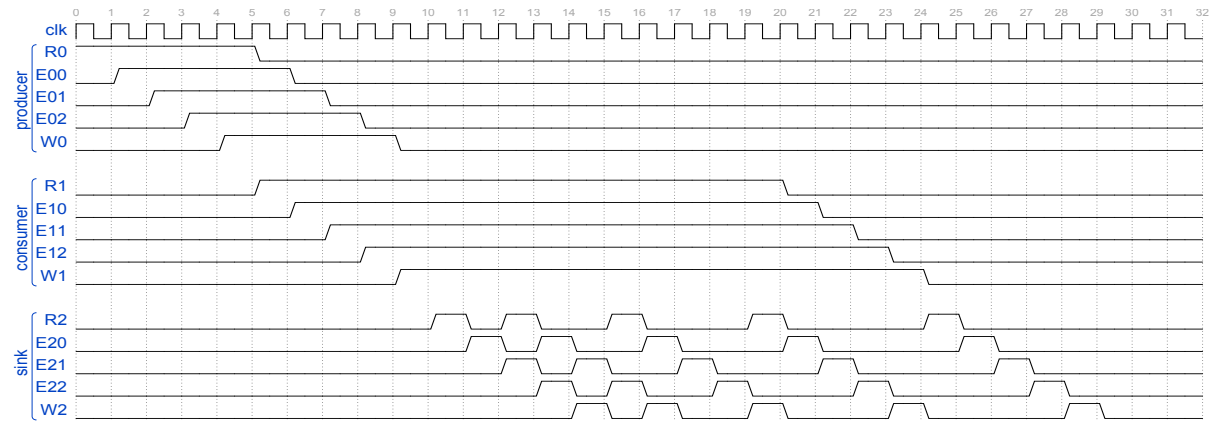 0 1 2 3 4 5 6 7 8 9 10 11 12 13 14 15 16 17 18 19 20 21 22 23 24 25 26 27 28 29 30 31 32
clk
producer
R0
E00
E01
E02
W0
consumer
R1
E10
E11
E12
W1
sink
R2
E20
E21
E22
W2